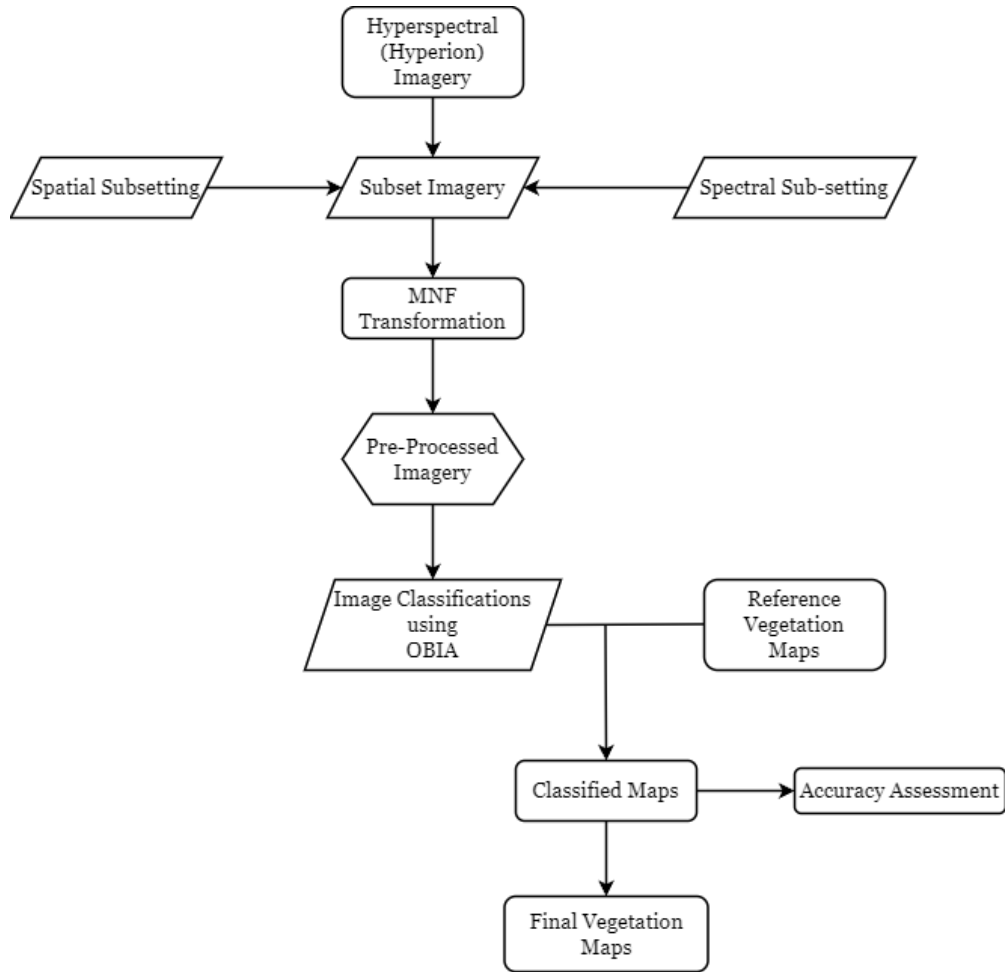 Hyperspectral
(Hyperion)
Imagery
Spatial Subsetting
Subset Imagery
Spectral Sub-setting
MNF
Transformation
Pre-Processed
Imagery
Image Classifications
using
OBIA
Reference
Vegetation
Maps
Classified Maps
Accuracy Assessment
Final Vegetation
Maps